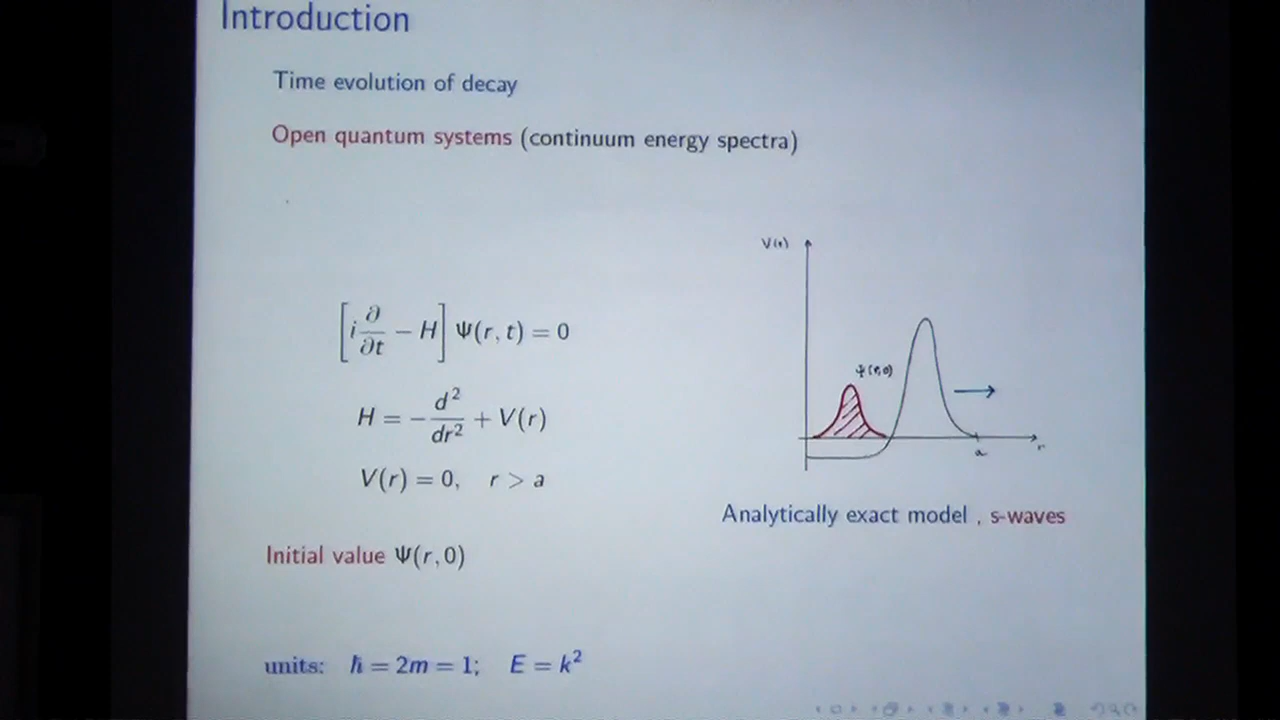 Introduction
Time evolution of decay
Open quantum systems (continuum energy spectra)
V(r)
[i ∂/∂t − H] Ψ(r, t) = 0
ψ(r,0)
H = − d²/dr² + V(r)
r
a
V(r) = 0, r > a
Analytically exact model , s-waves
Initial value Ψ(r, 0)
units: ℏ = 2m = 1; E = k²